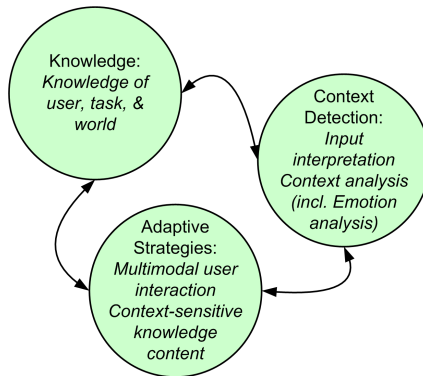 Knowledge:
Knowledge of
user, task, &
world
Context
Detection:
Input
interpretation
Context analysis
(incl. Emotion
analysis)
Adaptive
Strategies:
Multimodal user
interaction
Context-sensitive
knowledge
content